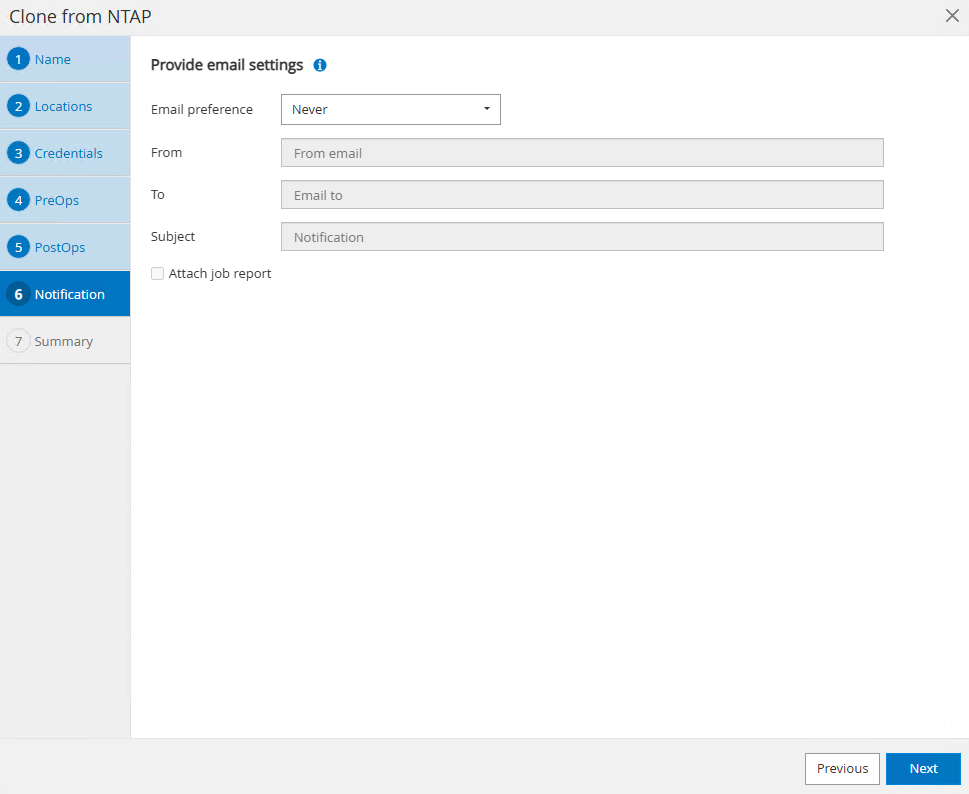 Clone from NTAP
1 Name
2 Locations
3 Credentials
4 PreOps
5 PostOps
6 Notification
7 Summary
Provide email settings
Email preference Never
From From email
To Email to
Subject Notification
Attach job report
Previous Next